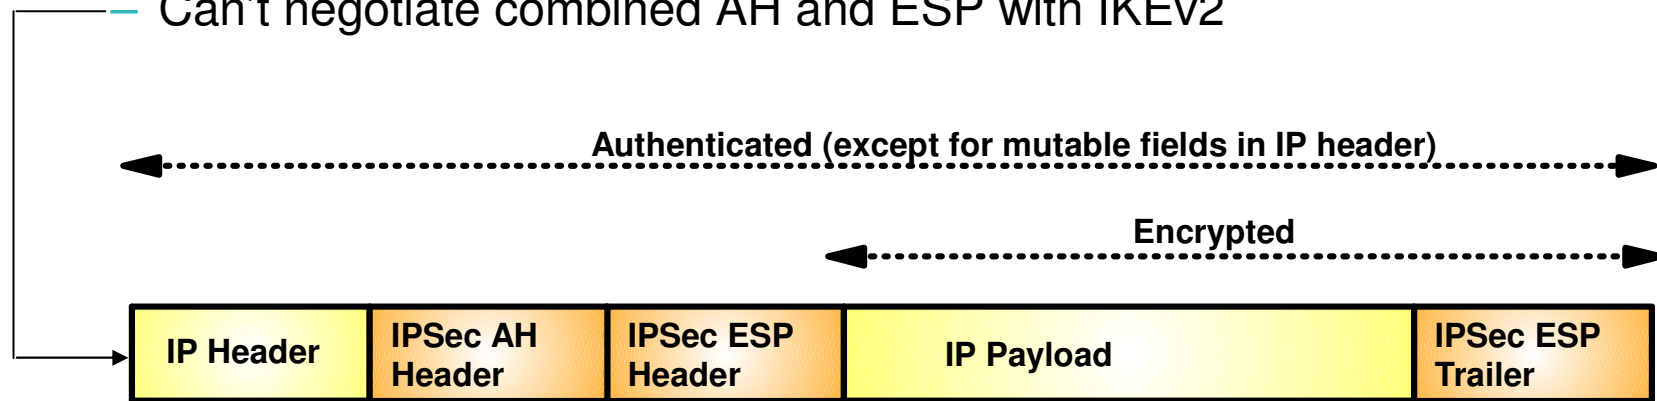 – Can't negotiate combined AH and ESP with IKEv2
Authenticated (except for mutable fields in IP header)
Encrypted
IP Header
IPSec AH
Header
IPSec ESP
Header
IP Payload
IPSec ESP
Trailer